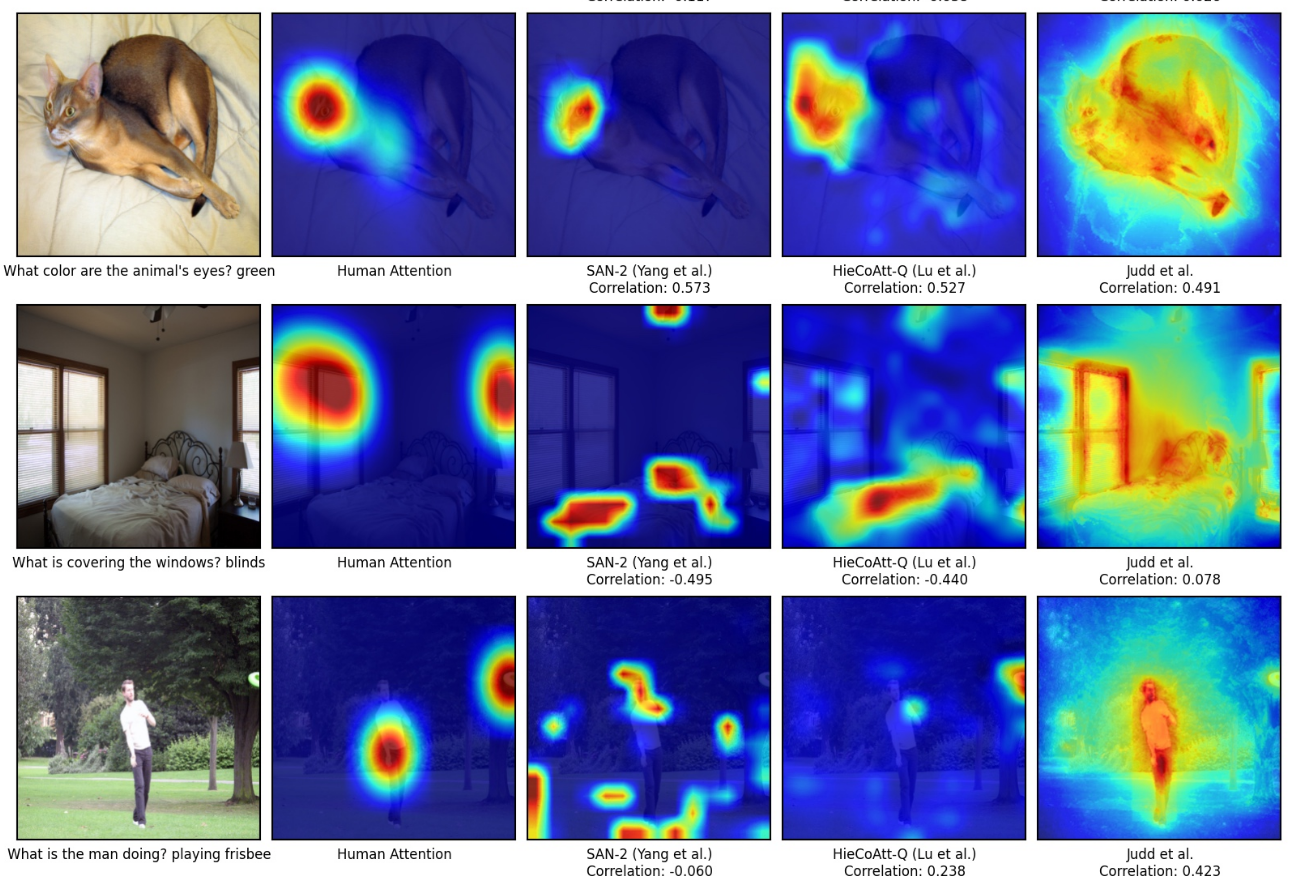 What color are the animal's eyes? green
Human Attention
SAN-2 (Yang et al.)
Correlation: 0.573
HieCoAtt-Q (Lu et al.)
Correlation: 0.527
Judd et al.
Correlation: 0.491
What is covering the windows? blinds
Human Attention
SAN-2 (Yang et al.)
Correlation: -0.495
HieCoAtt-Q (Lu et al.)
Correlation: -0.440
Judd et al.
Correlation: 0.078
What is the man doing? playing frisbee
Human Attention
SAN-2 (Yang et al.)
Correlation: -0.060
HieCoAtt-Q (Lu et al.)
Correlation: 0.238
Judd et al.
Correlation: 0.423